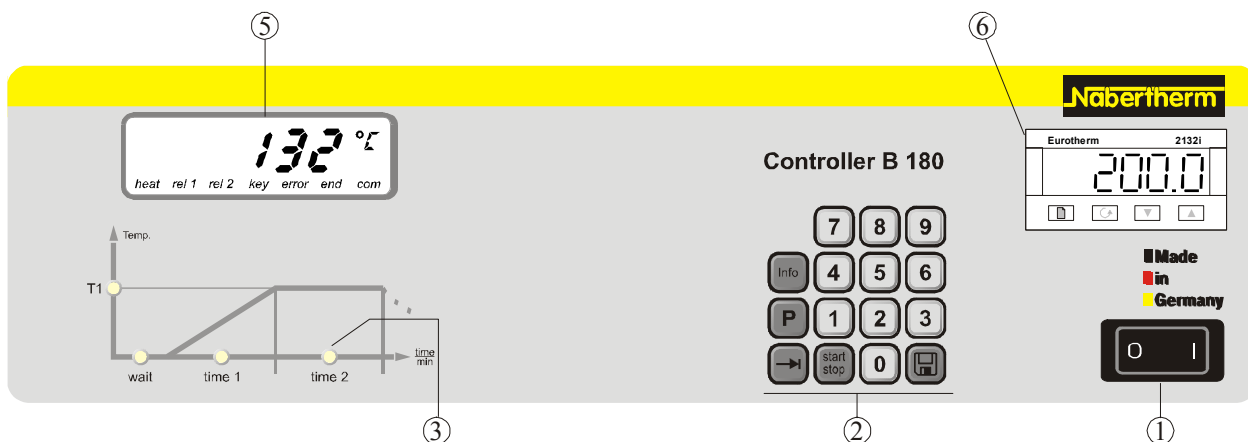 5
6
Nabertherm
132 °C
heat rel 1 rel 2 key error end com
Eurotherm 2132i
200.0
Controller B 180
7 8 9
Info 4 5 6
P 1 2 3
start
stop
0
Temp.
T1
wait time 1 time 2
time
min
Made
in
Germany
O I
3
2
1